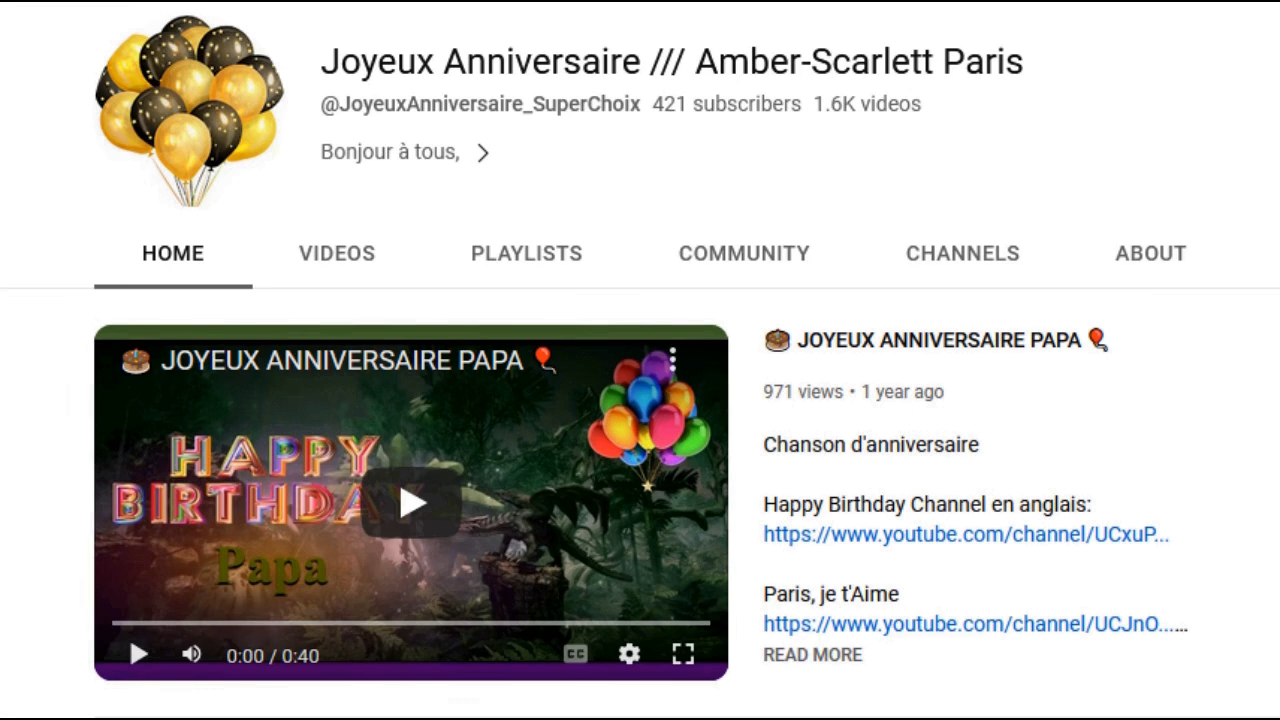 Joyeux Anniversaire /// Amber-Scarlett Paris
@JoyeuxAnniversaire_SuperChoix 421 subscribers 1.6K videos
Bonjour à tous,
HOME VIDEOS PLAYLISTS COMMUNITY CHANNELS ABOUT
🎂 JOYEUX ANNIVERSAIRE PAPA 🎈
HAPPY
BIRTHDAY
Papa
0:00 / 0:40
CC
🎂 JOYEUX ANNIVERSAIRE PAPA 🎈
971 views • 1 year ago
Chanson d'anniversaire
Happy Birthday Channel en anglais:
https://www.youtube.com/channel/UCxuP...
Paris, je t'Aime
https://www.youtube.com/channel/UCJnO......
READ MORE